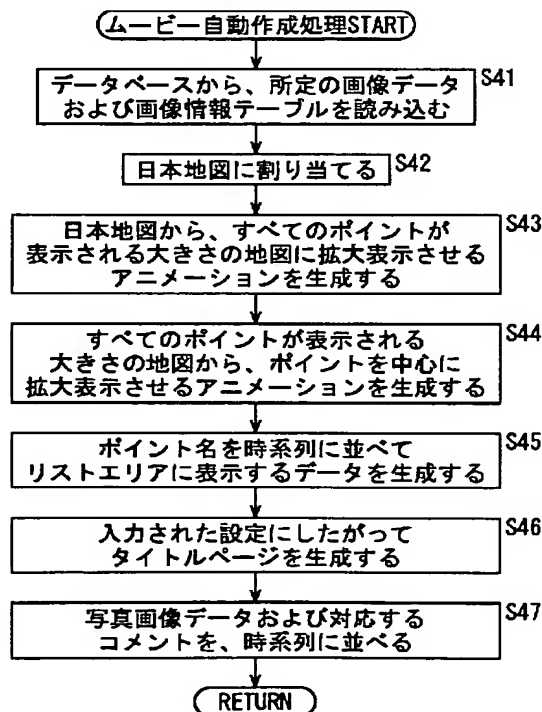 ムービー自動作成処理START
データベースから、所定の画像データ
および画像情報テーブルを読み込む
S41
日本地図に割り当てる
S42
日本地図から、すべてのポイントが
表示される大きさの地図に拡大表示させる
アニメーションを生成する
S43
すべてのポイントが表示される
大きさの地図から、ポイントを中心に
拡大表示させるアニメーションを生成する
S44
ポイント名を時系列に並べて
リストエリアに表示するデータを生成する
S45
入力された設定にしたがって
タイトルページを生成する
S46
写真画像データおよび対応する
コメントを、時系列に並べる
S47
RETURN